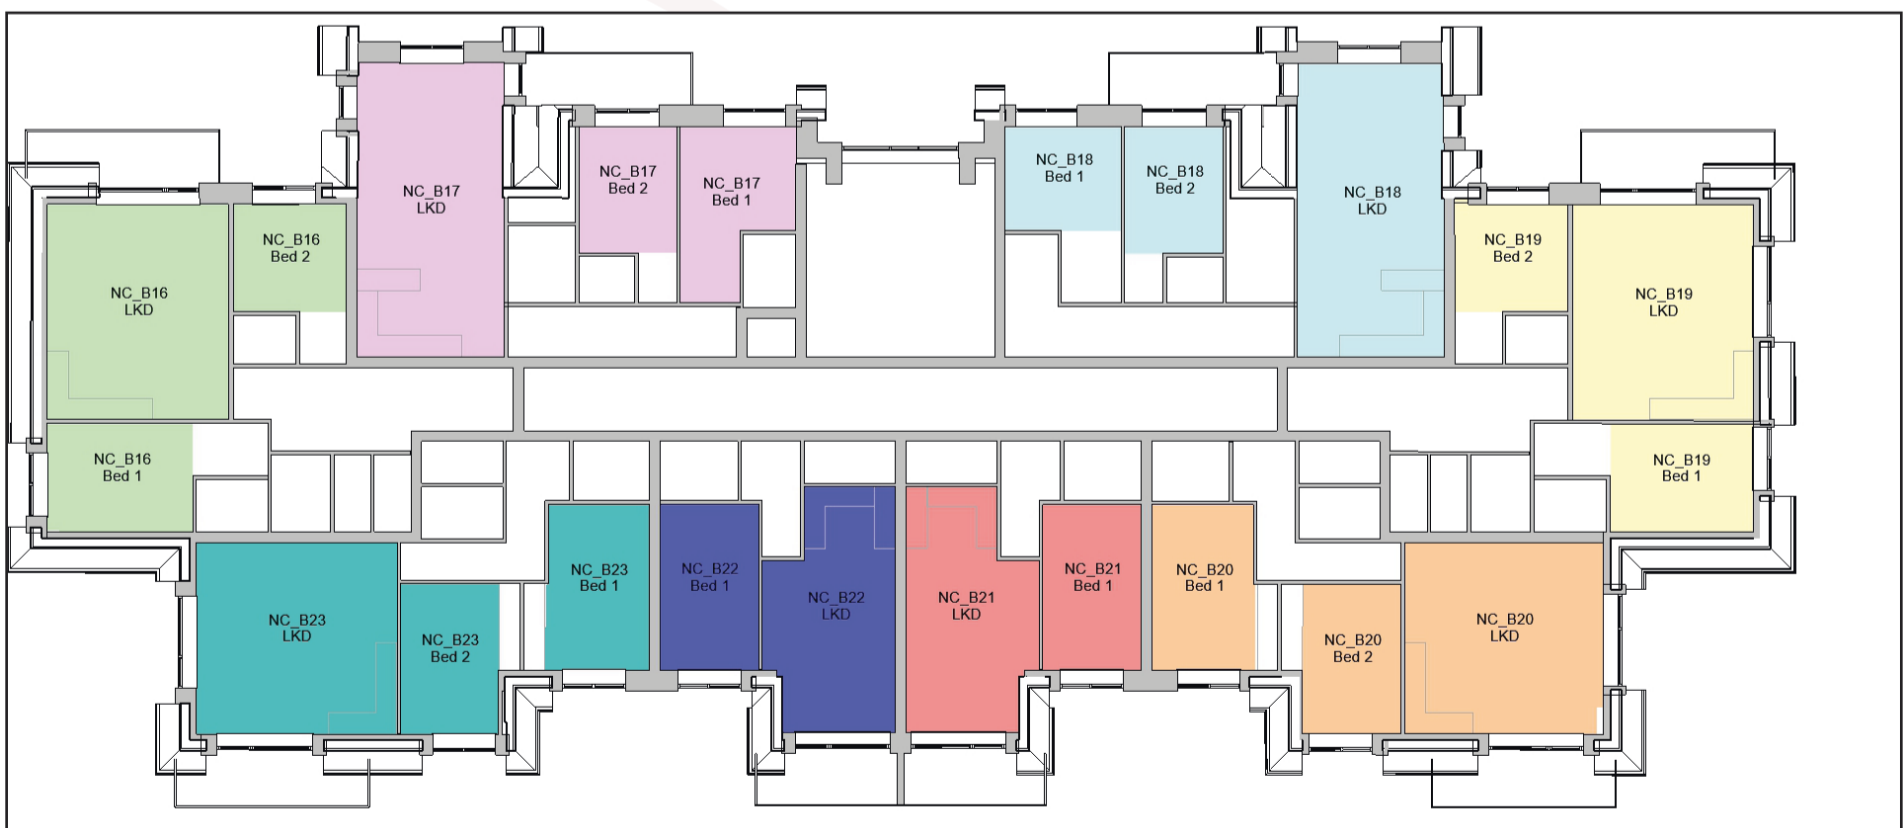 NC_B17
LKD
NC_B17
Bed 2
NC_B17
Bed 1
NC_B18
Bed 1
NC_B18
Bed 2
NC_B18
LKD
NC_B16
LKD
NC_B16
Bed 2
NC_B19
Bed 2
NC_B19
LKD
NC_B16
Bed 1
NC_B19
Bed 1
NC_B23
LKD
NC_B23
Bed 2
NC_B23
Bed 1
NC_B22
Bed 1
NC_B22
LKD
NC_B21
LKD
NC_B21
Bed 1
NC_B20
Bed 1
NC_B20
Bed 2
NC_B20
LKD